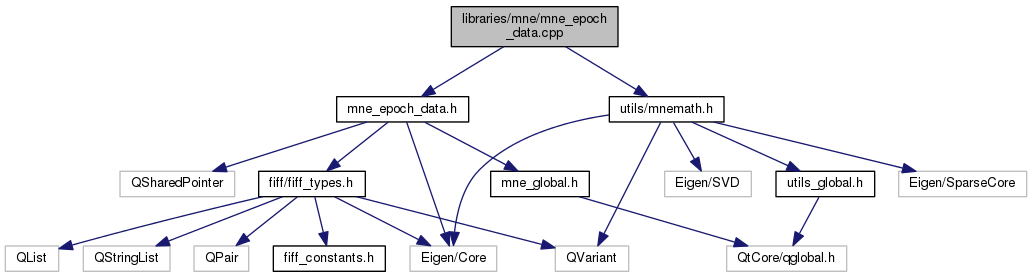 libraries/mne/mne_epoch
_data.cpp
mne_epoch_data.h
utils/mnemath.h
QSharedPointer
fiff/fiff_types.h
mne_global.h
Eigen/SVD
utils_global.h
Eigen/SparseCore
QList
QStringList
QPair
fiff_constants.h
Eigen/Core
QVariant
QtCore/qglobal.h